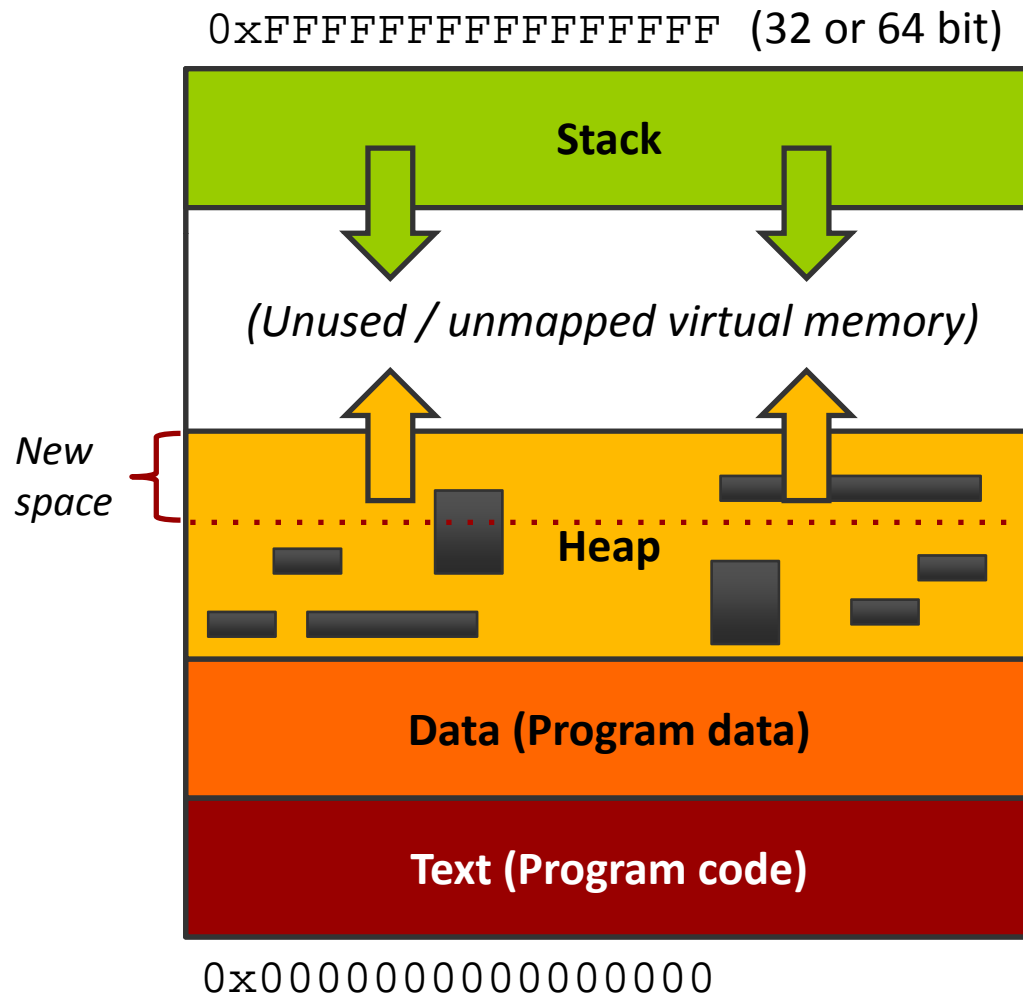 0xFFFFFFFFFFFFFFFF (32 or 64 bit)
Stack
(Unused / unmapped virtual memory)
New
space
Heap
Data (Program data)
Text (Program code)
0x0000000000000000